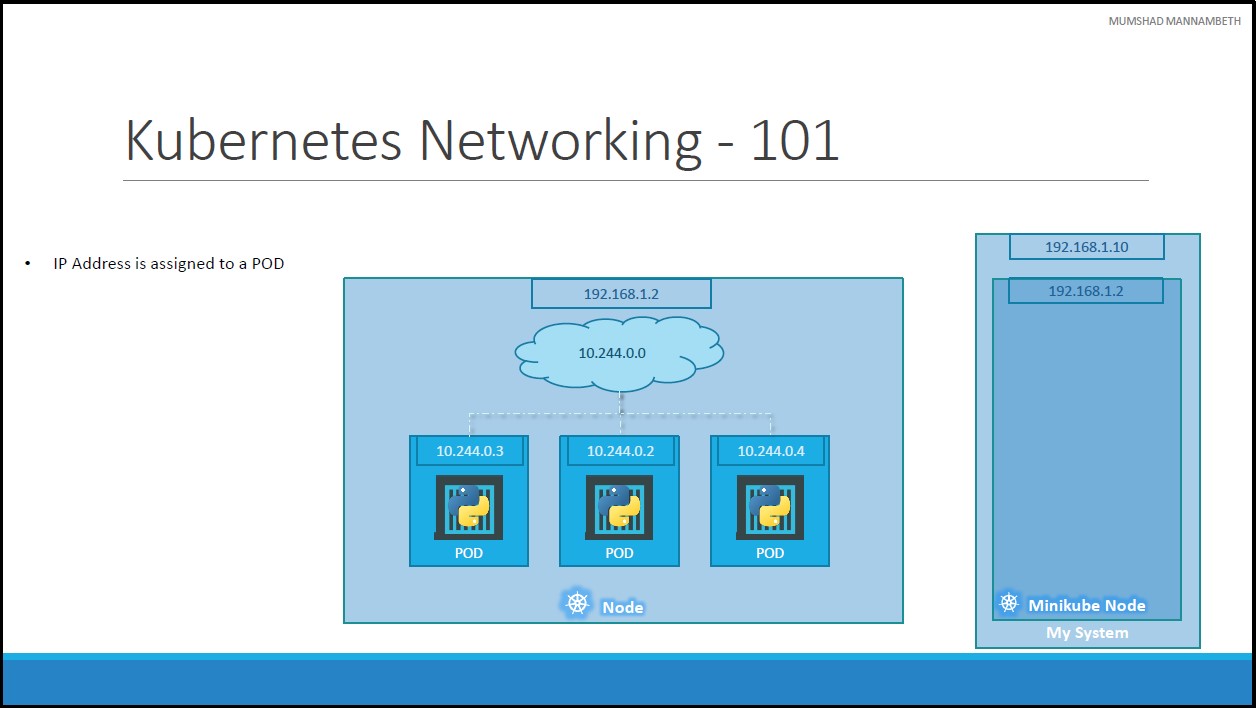 MUMSHAD MANNAMBETH
Kubernetes Networking - 101
• IP Address is assigned to a POD
192.168.1.2
10.244.0.0
10.244.0.3
10.244.0.2
10.244.0.4
POD
POD
POD
Node
192.168.1.10
192.168.1.2
Minikube Node
My System